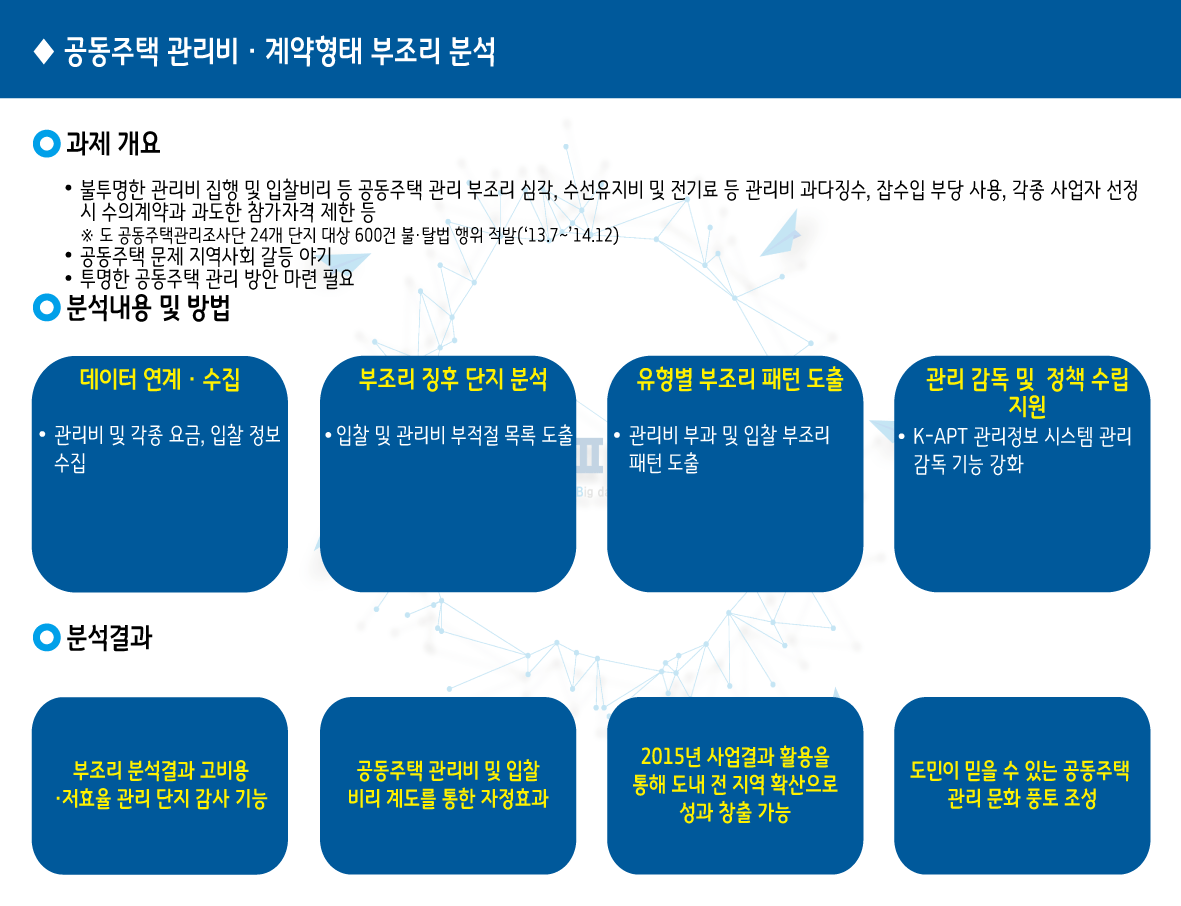 ◆ 공동주택 관리비 · 계약형태 부조리 분석
과제 개요
• 불투명한 관리비 집행 및 입찰비리 등 공동주택 관리 부조리 심각, 수선유지비 및 전기료 등 관리비 과다징수, 잡수입 부당 사용, 각종 사업자 선정
시 수의계약과 과도한 참가자격 제한 등
※ 도 공동주택관리조사단 24개 단지 대상 600건 불·탈법 행위 적발(‘13.7~’14.12)
• 공동주택 문제 지역사회 갈등 야기
• 투명한 공동주택 관리 방안 마련 필요
분석내용 및 방법
데이터 연계 · 수집
• 관리비 및 각종 요금, 입찰 정보
수집
부조리 징후 단지 분석
• 입찰 및 관리비 부적절 목록 도출
유형별 부조리 패턴 도출
• 관리비 부과 및 입찰 부조리
패턴 도출
관리 감독 및 정책 수립
지원
• K-APT 관리정보 시스템 관리
감독 기능 강화
Big da
분석결과
부조리 분석결과 고비용
·저효율 관리 단지 감사 기능
공동주택 관리비 및 입찰
비리 계도를 통한 자정효과
2015년 사업결과 활용을
통해 도내 전 지역 확산으로
성과 창출 가능
도민이 믿을 수 있는 공동주택
관리 문화 풍토 조성